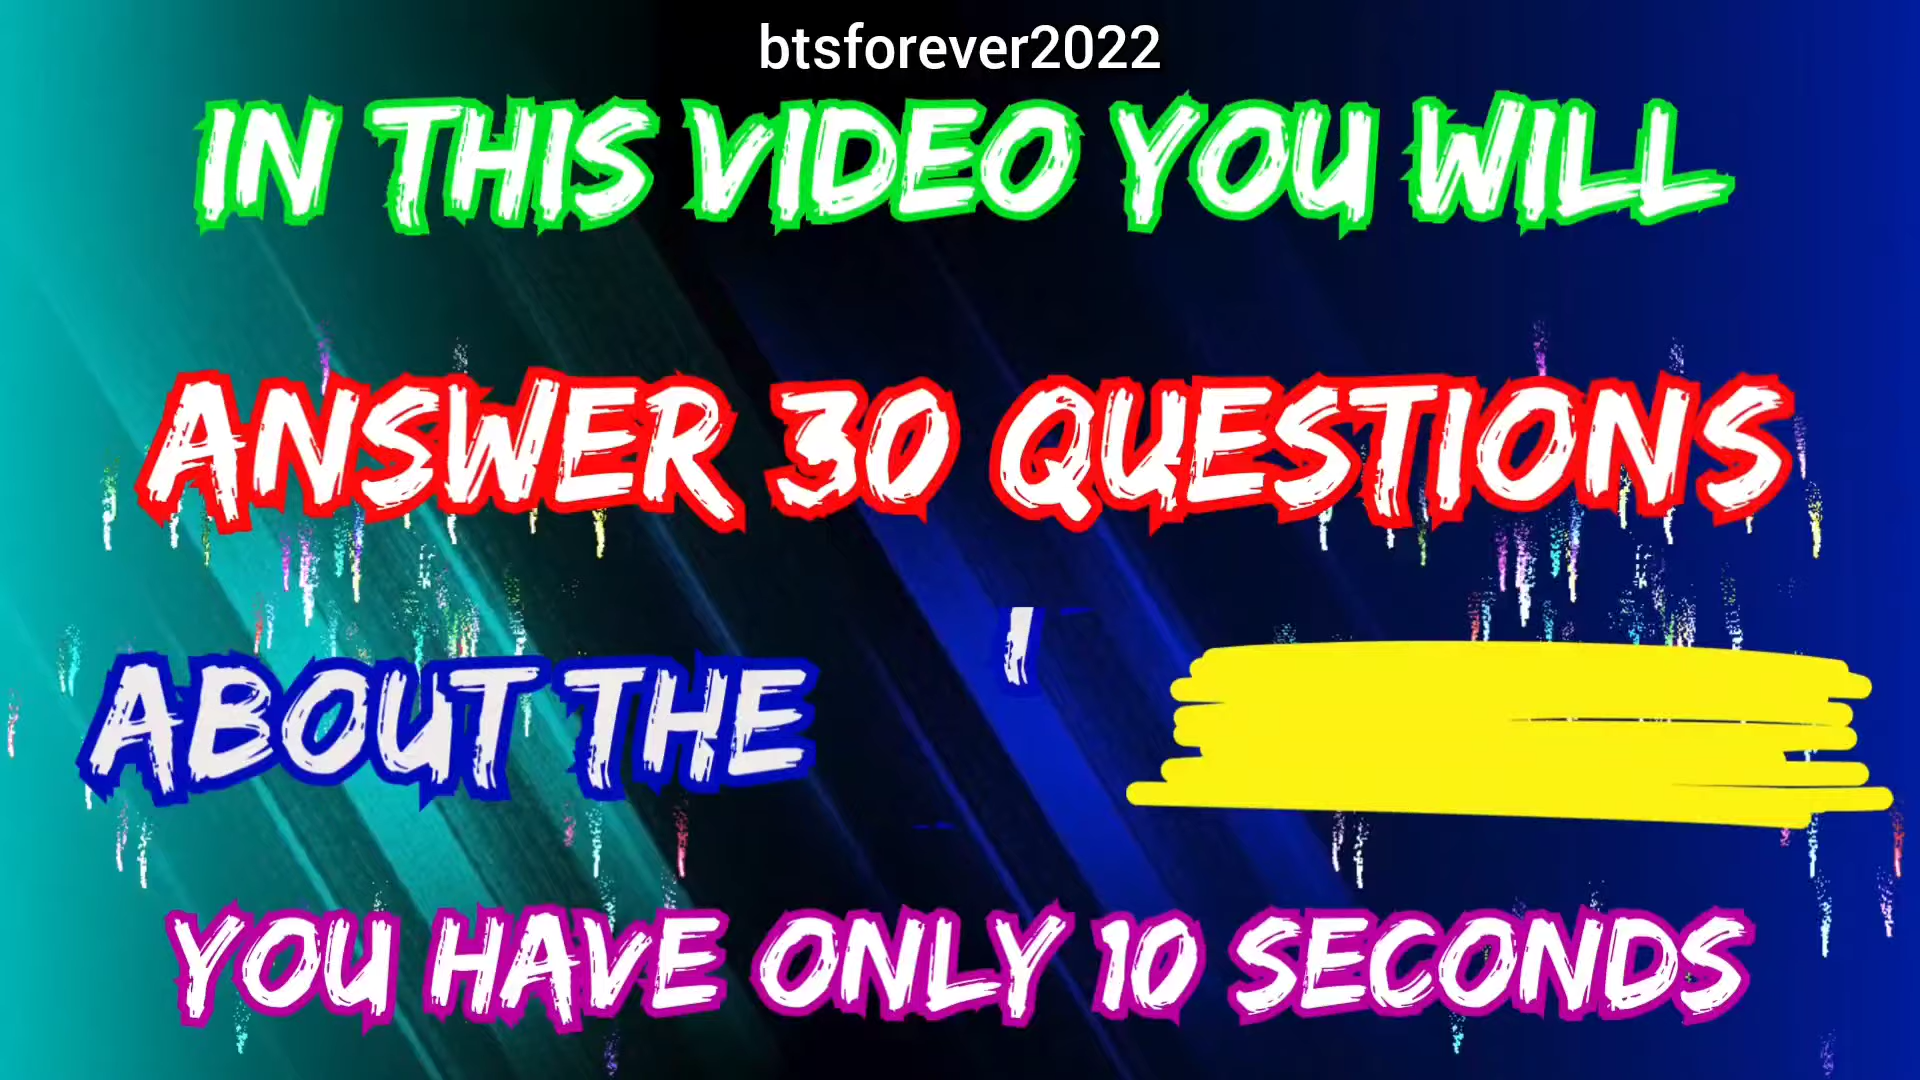 btsforever2022
IN THIS VIDEO YOU WILL
ANSWER 30 QUESTIONS
ABOUT THE
YOU HAVE ONLY 10 SECONDS